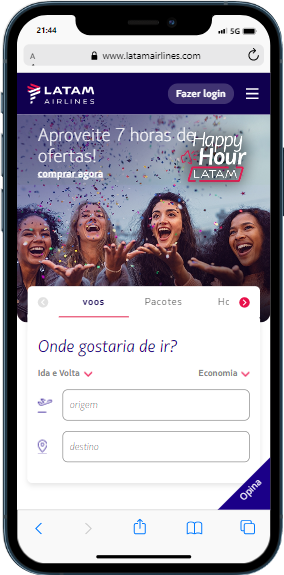 21:44
5G
A
www.latamairlines.com
LATAM
AIRLINES
Fazer login
Aproveite 7 horas de
ofertas!
comprar agora
Happy
Hour
LATAM
voos
Pacotes
Ho
Onde gostaria de ir?
Ida e Volta
Economia
origem
destino
Opina